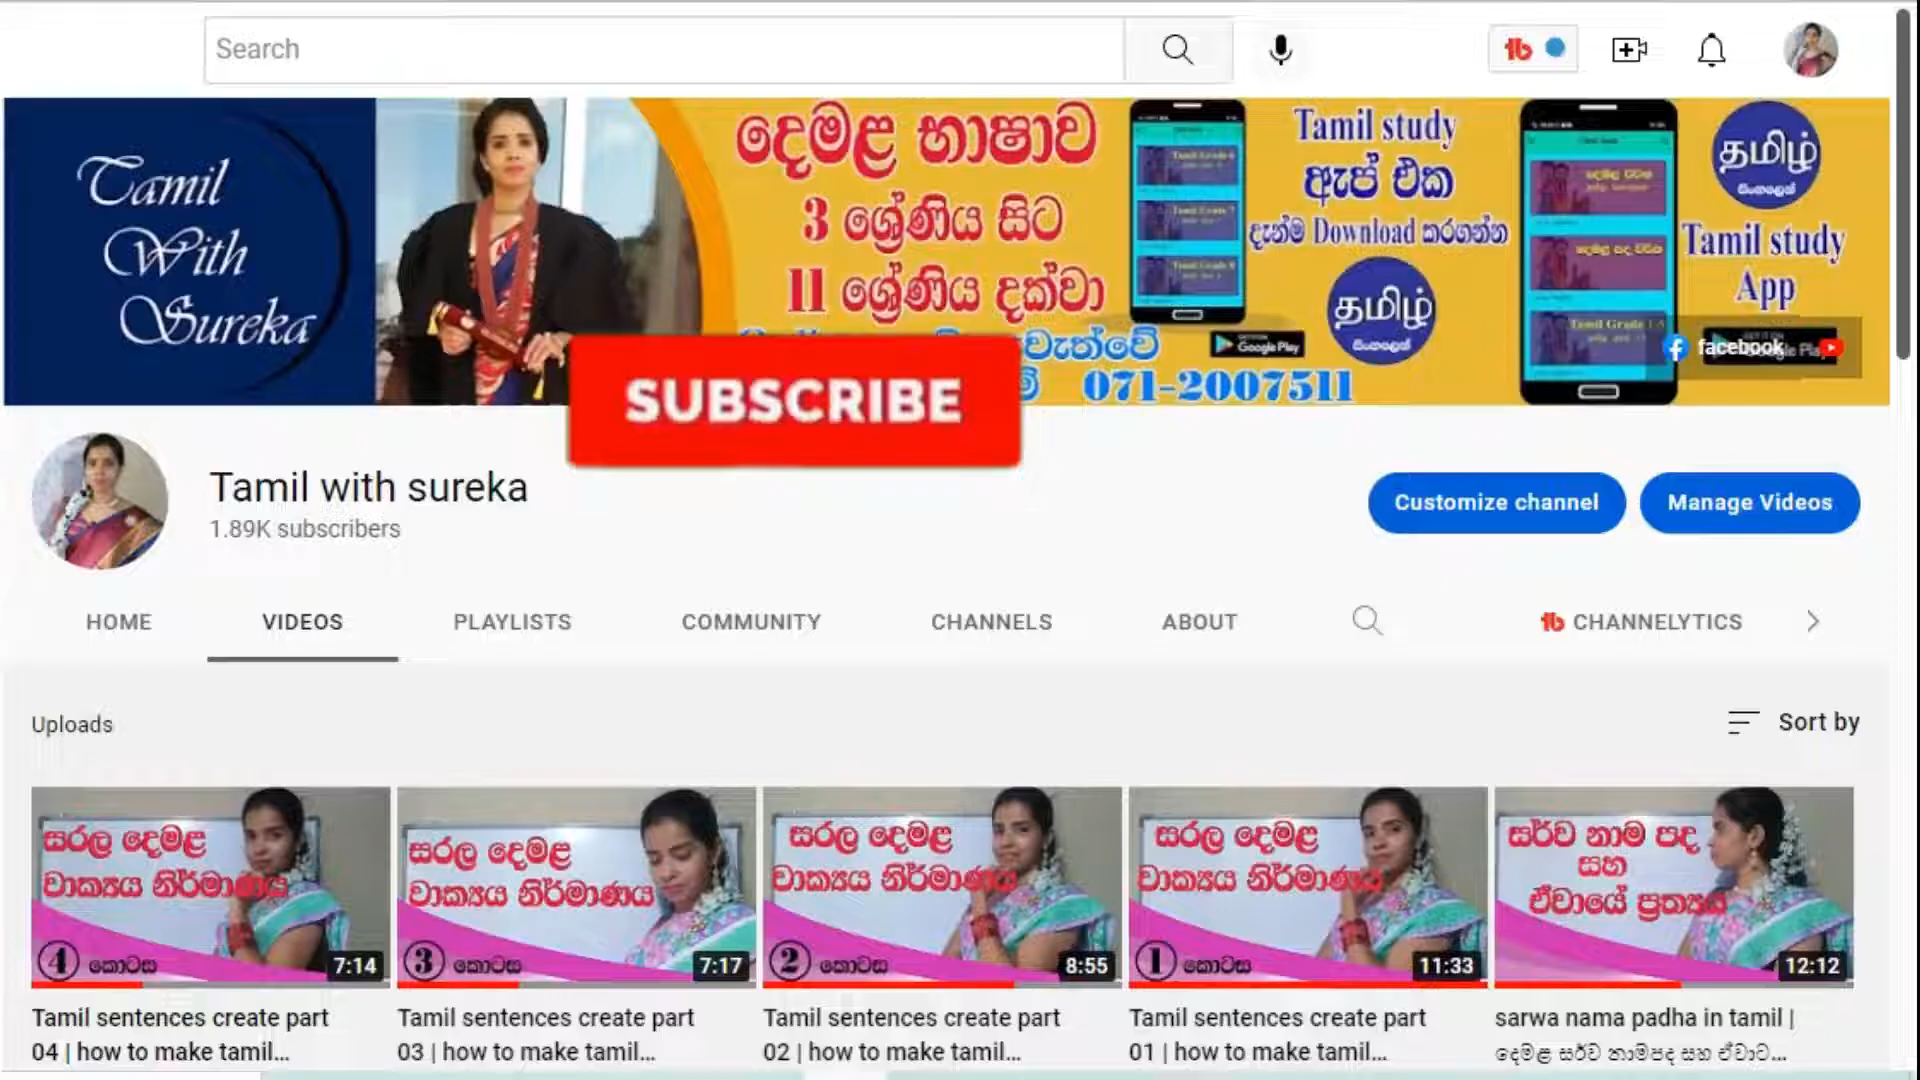 Search
Tamil
With
Sureka
දෙමළ භාෂාව
3 ශ්‍රේණිය සිට
11 ශ්‍රේණිය දක්වා
071-2007511
Tamil study
ඇප් එක
දැන්ම Download කරගන්න
தமிழ்
සිංහලෙන්
Google Play
தமிழ்
සිංහලෙන්
Tamil study
App
facebook
SUBSCRIBE
Tamil with sureka
1.89K subscribers
Customize channel
Manage Videos
HOME VIDEOS PLAYLISTS COMMUNITY CHANNELS ABOUT CHANNELYTICS
Uploads
Sort by
සරල දෙමළ
වාක්‍යය නිර්මාණය
4 කොටස
7:14
සරල දෙමළ
වාක්‍යය නිර්මාණය
3 කොටස
7:17
සරල දෙමළ
වාක්‍යය නිර්මාණය
2 කොටස
8:55
සරල දෙමළ
වාක්‍යය නිර්මාණය
1 කොටස
11:33
සර්ව නාම පද
සහ
ඒවායේ ප්‍රත්‍යය
12:12
Tamil sentences create part
04 | how to make tamil...
Tamil sentences create part
03 | how to make tamil...
Tamil sentences create part
02 | how to make tamil...
Tamil sentences create part
01 | how to make tamil...
sarwa nama padha in tamil |
දෙමළ සර්ව නාමපද සහ ඒවාට...